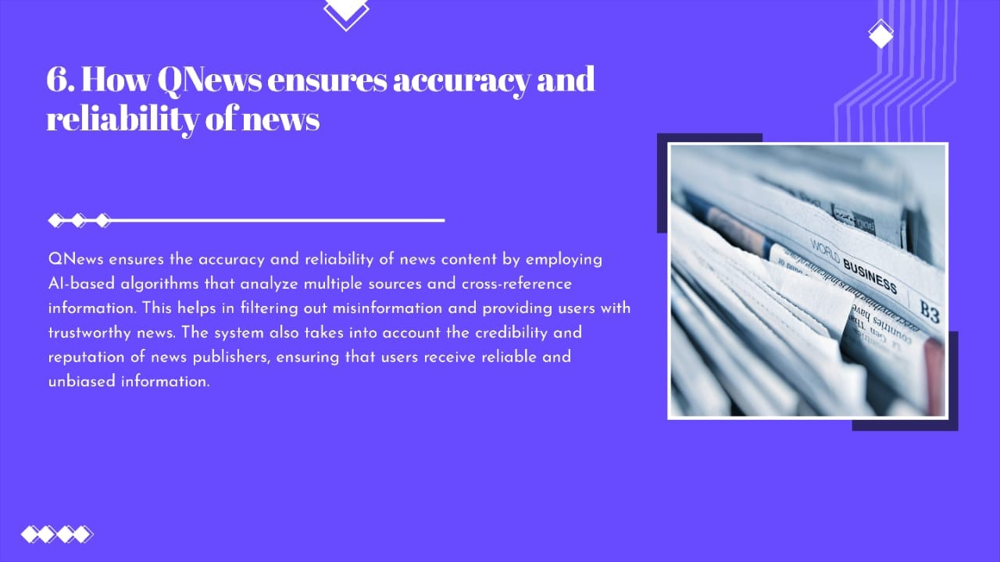 6. How QNews ensures accuracy and
reliability of news
QNews ensures the accuracy and reliability of news content by employing
AI-based algorithms that analyze multiple sources and cross-reference
information. This helps in filtering out misinformation and providing users with
trustworthy news. The system also takes into account the credibility and
reputation of news publishers, ensuring that users receive reliable and
unbiased information.
WORLD BUSINESS
B3
countries have